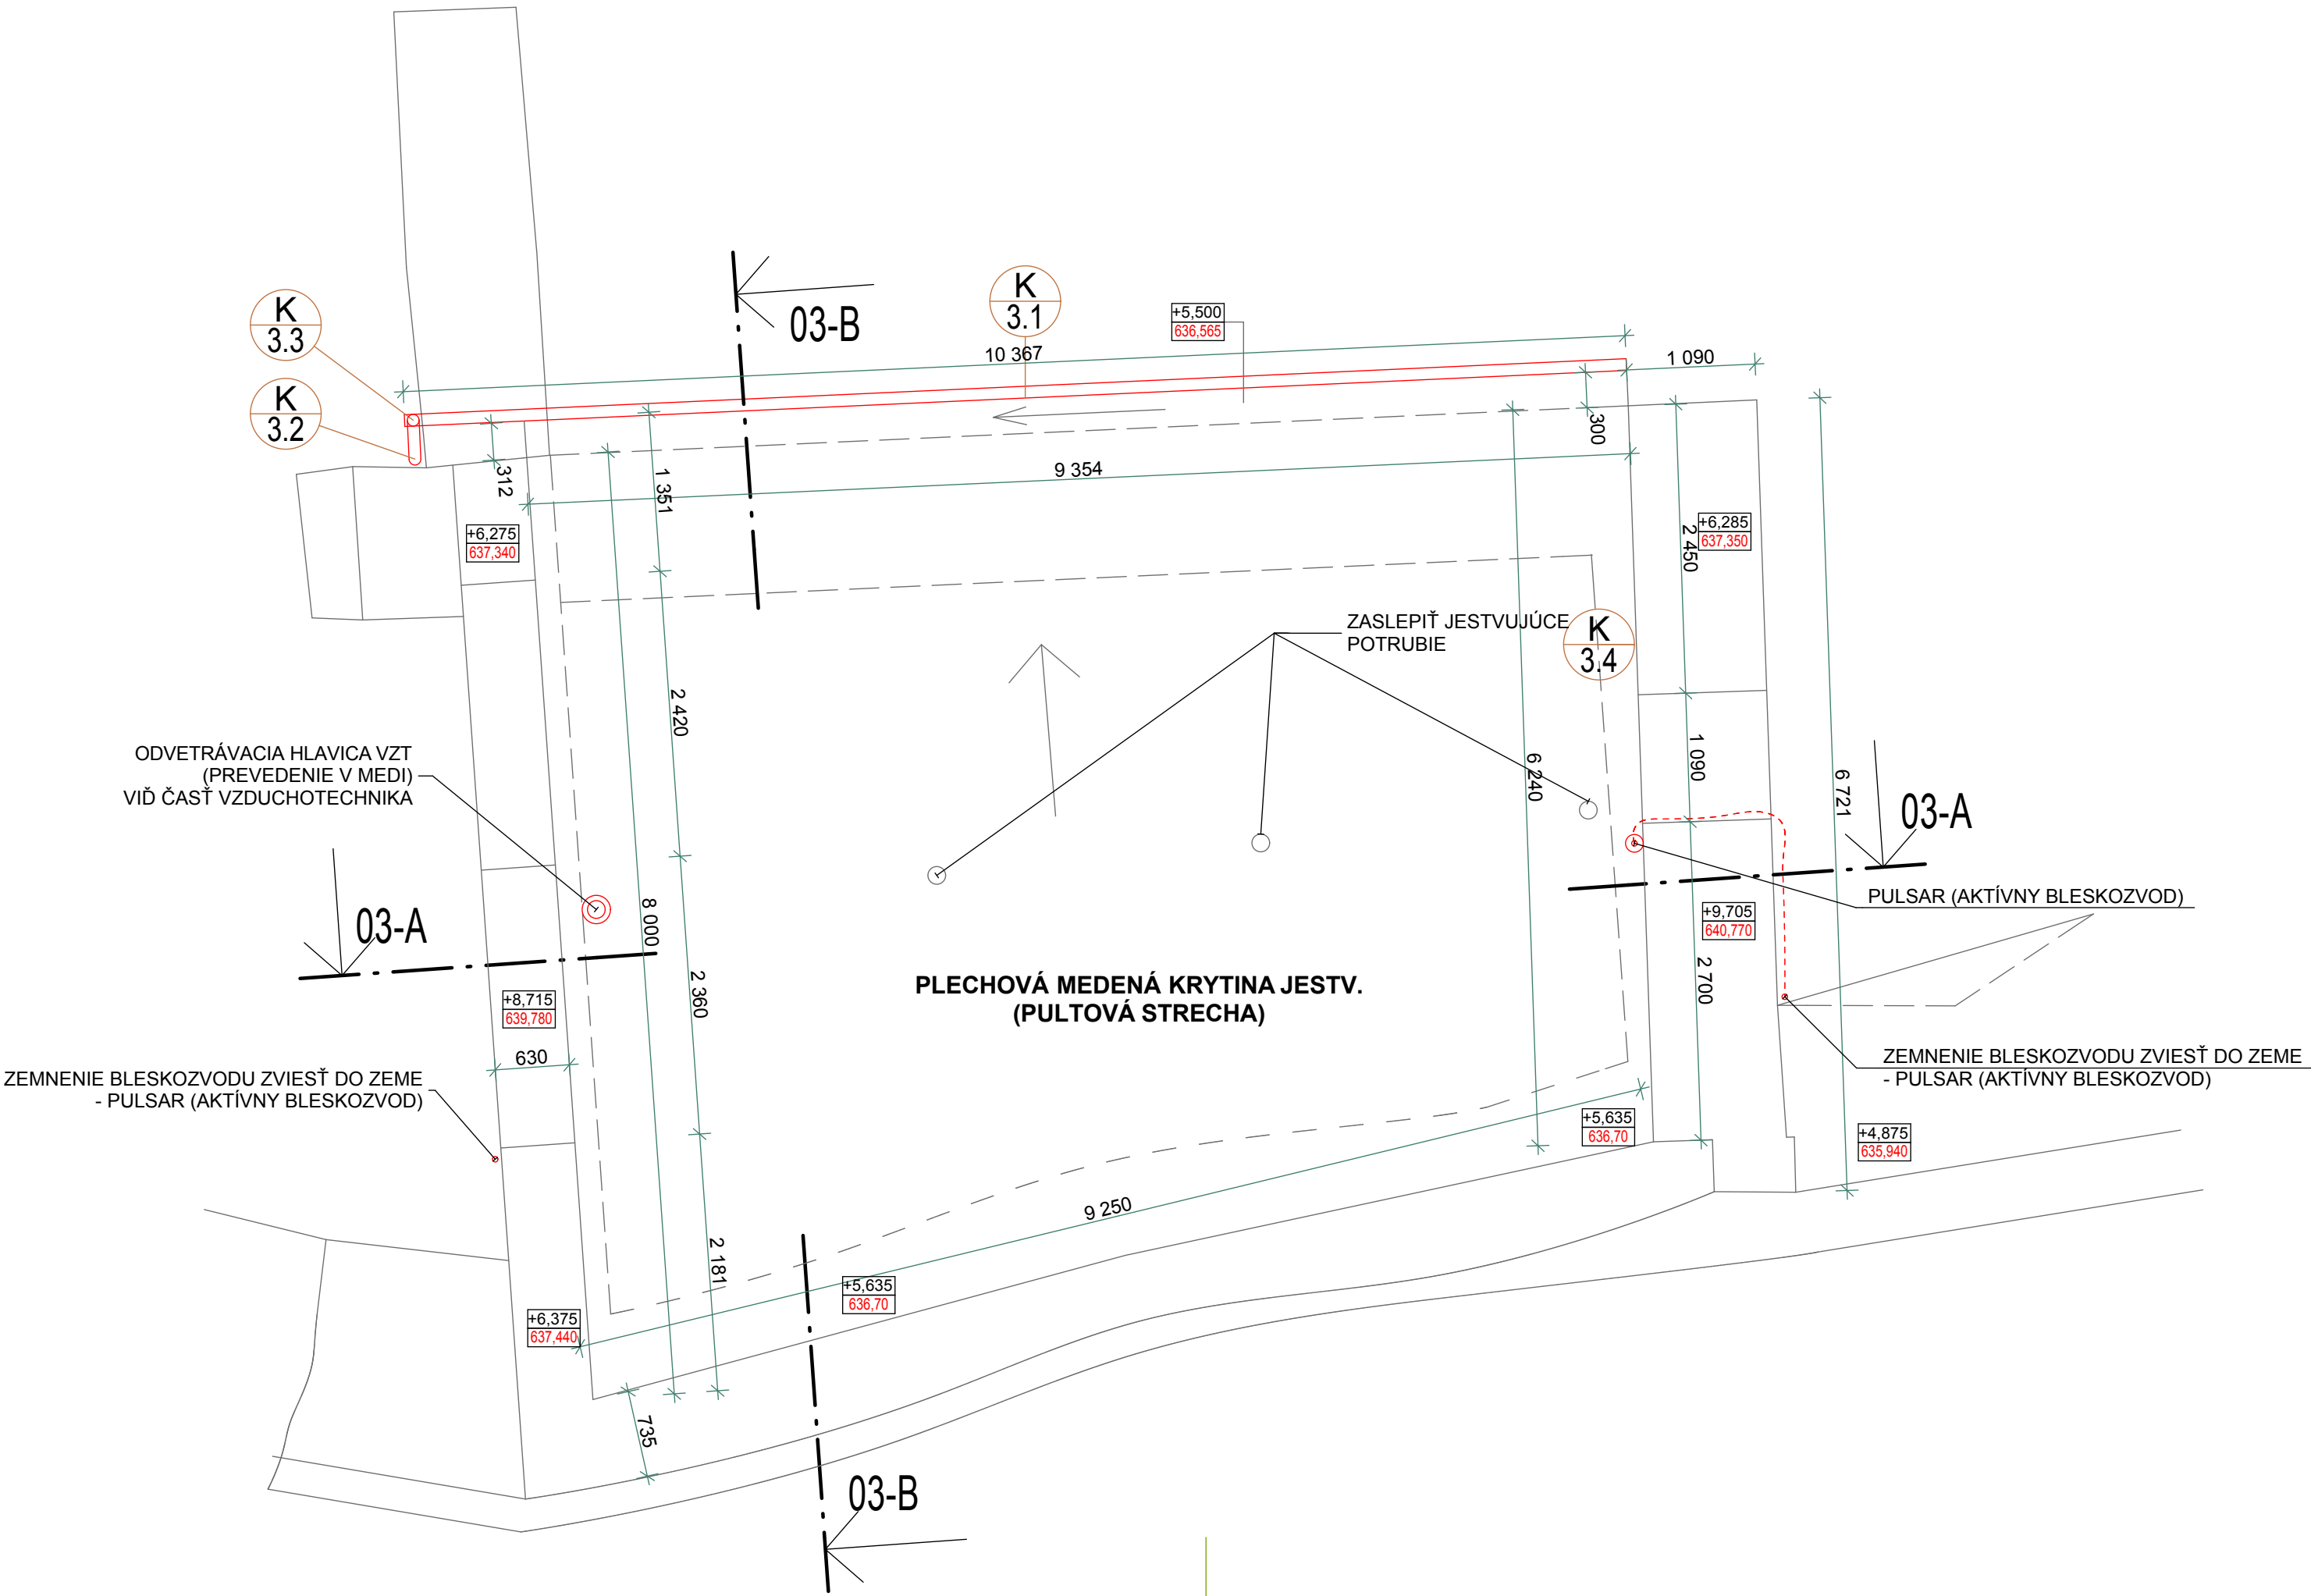 K
3.3
K
3.2
03-B
K
3.1
+5,500
636,565
10 367
1 090
312
1 351
9 354
300
+6,275
637,340
+6,285
637,350
2 450
ZASLEPIŤ JESTVUJÚCE
POTRUBIE
K
3.4
2 420
ODVETRÁVACIA HLAVICA VZT
(PREVEDENIE V MEDI)
VIĎ ČASŤ VZDUCHOTECHNIKA
6 240
1 090
6 721
03-A
03-A
8 000
PULSAR (AKTÍVNY BLESKOZVOD)
+9,705
640,770
2 360
2 700
PLECHOVÁ MEDENÁ KRYTINA JESTV.
(PULTOVÁ STRECHA)
+8,715
639,780
630
ZEMNENIE BLESKOZVODU ZVIESŤ DO ZEME
- PULSAR (AKTÍVNY BLESKOZVOD)
ZEMNENIE BLESKOZVODU ZVIESŤ DO ZEME
- PULSAR (AKTÍVNY BLESKOZVOD)
+5,635
636,70
+4,875
635,940
9 250
2 181
+5,635
636,70
+6,375
637,440
735
03-B